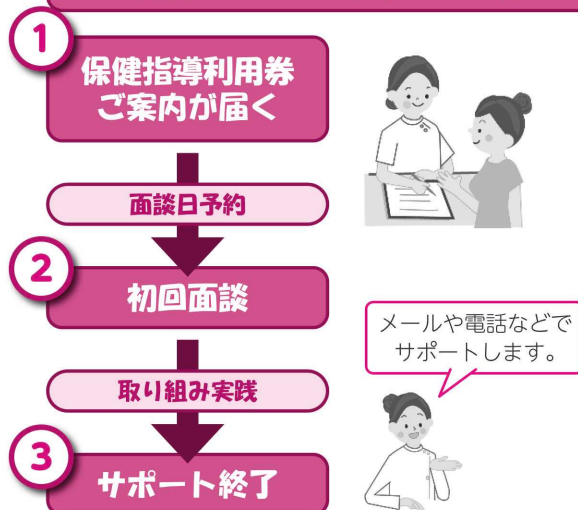 1
保健指導利用券
ご案内が届く
面談日予約
2
初回面談
メールや電話などで
サポートします。
取り組み実践
3
サポート終了